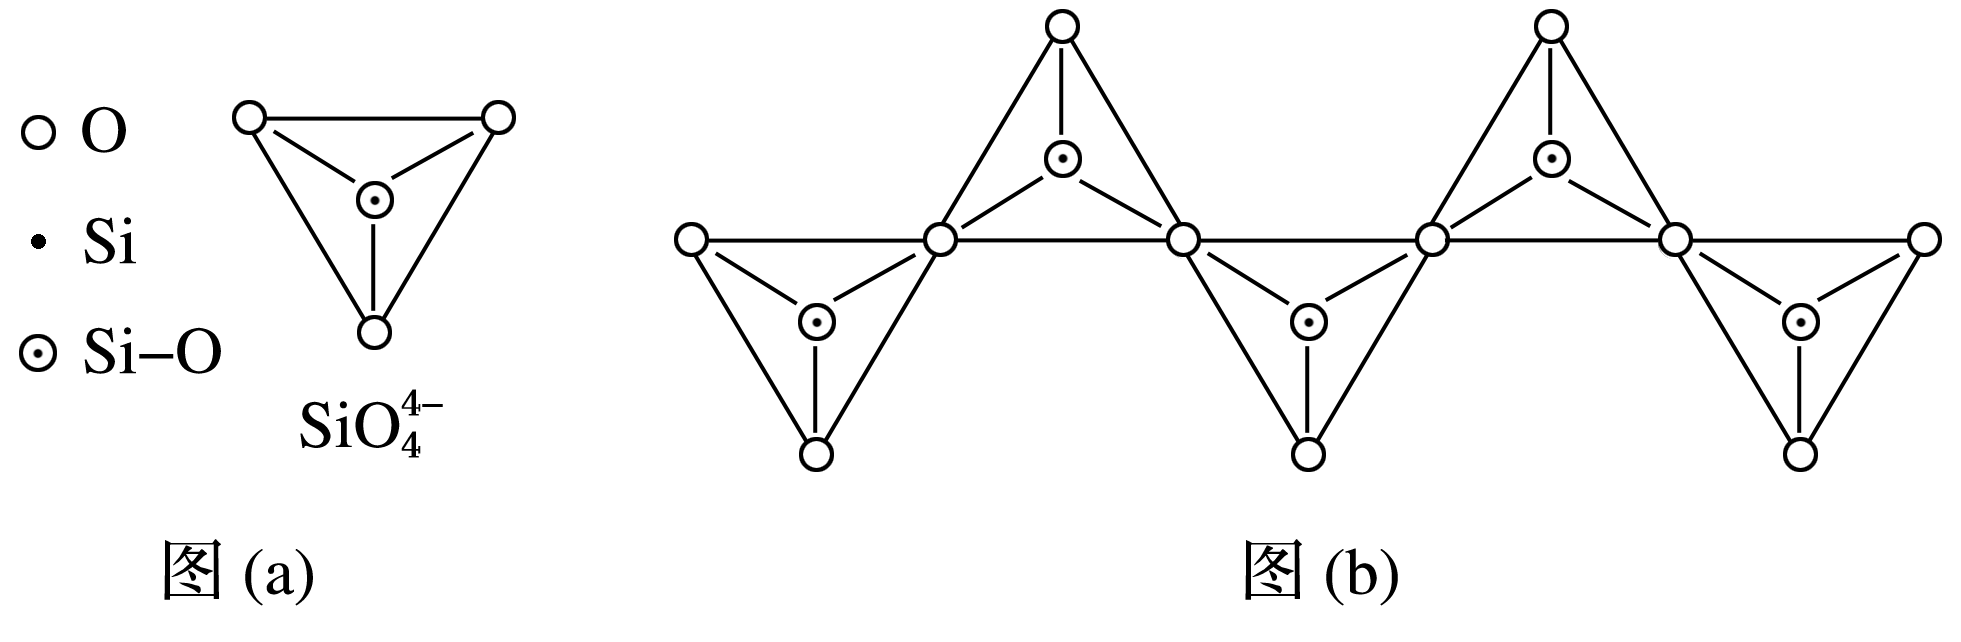 O
Si
Si–O
SiO₄⁴⁻
图 (a)
图 (b)